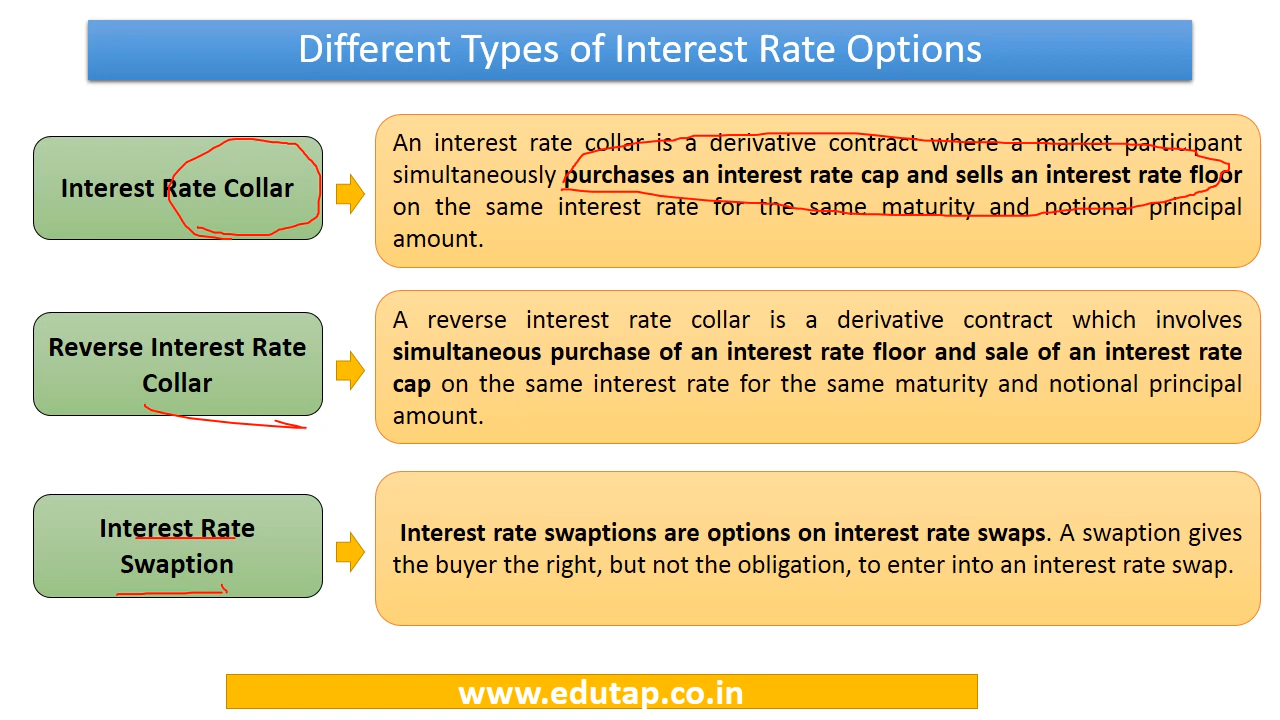 Different Types of Interest Rate Options
Interest Rate Collar
An interest rate collar is a derivative contract where a market participant
simultaneously purchases an interest rate cap and sells an interest rate floor
on the same interest rate for the same maturity and notional principal
amount.
Reverse Interest Rate
Collar
A reverse interest rate collar is a derivative contract which involves
simultaneous purchase of an interest rate floor and sale of an interest rate
cap on the same interest rate for the same maturity and notional principal
amount.
Interest Rate
Swaption
Interest rate swaptions are options on interest rate swaps. A swaption gives
the buyer the right, but not the obligation, to enter into an interest rate swap.
www.edutap.co.in